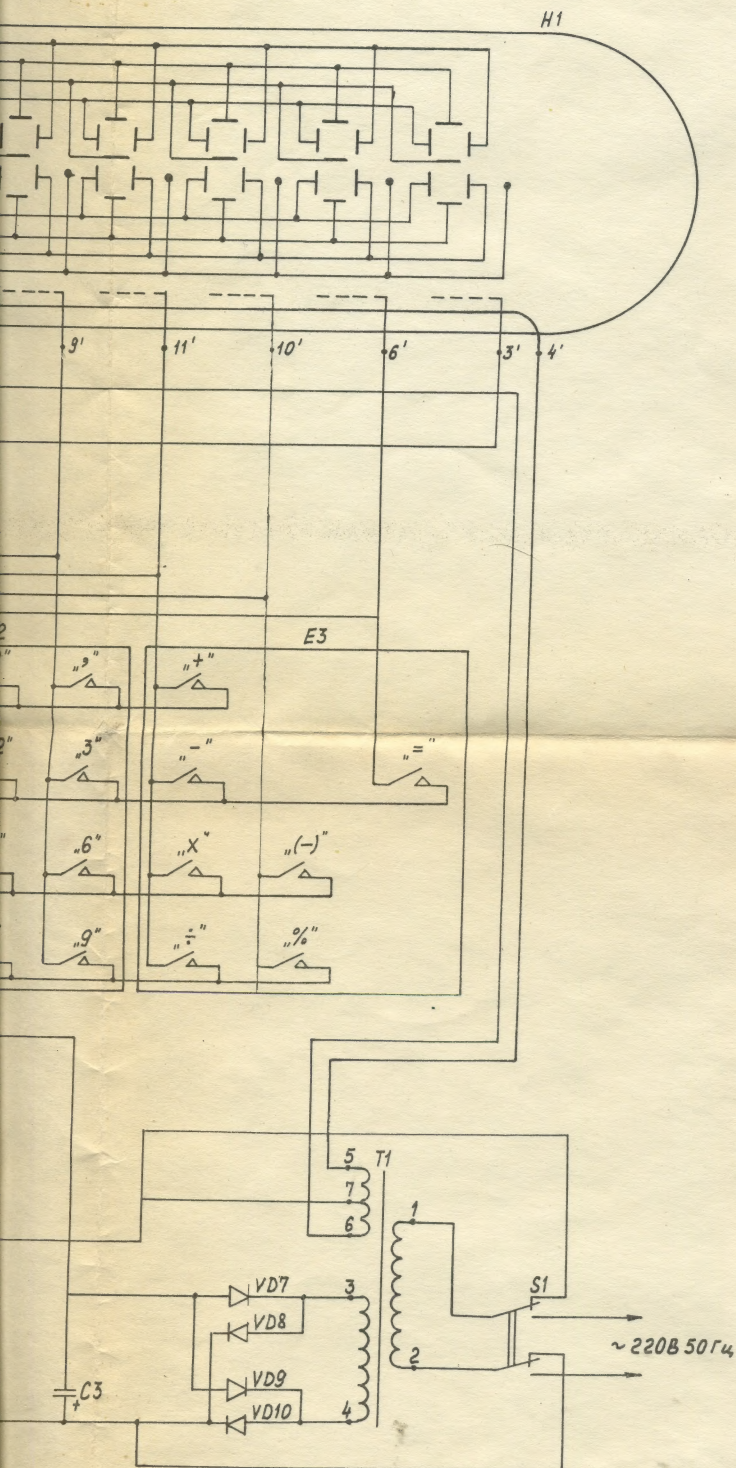 H1
9' 11' 10' 6' 3' 4'
E3
„," „+"
„3" „-" „="
„6" „X" „(-)"
„9" „÷" „%"
5 T1
7
6 1
VD7 3 S1
VD8
~220В 50Гц
2
VD9
C3
+
VD10 4